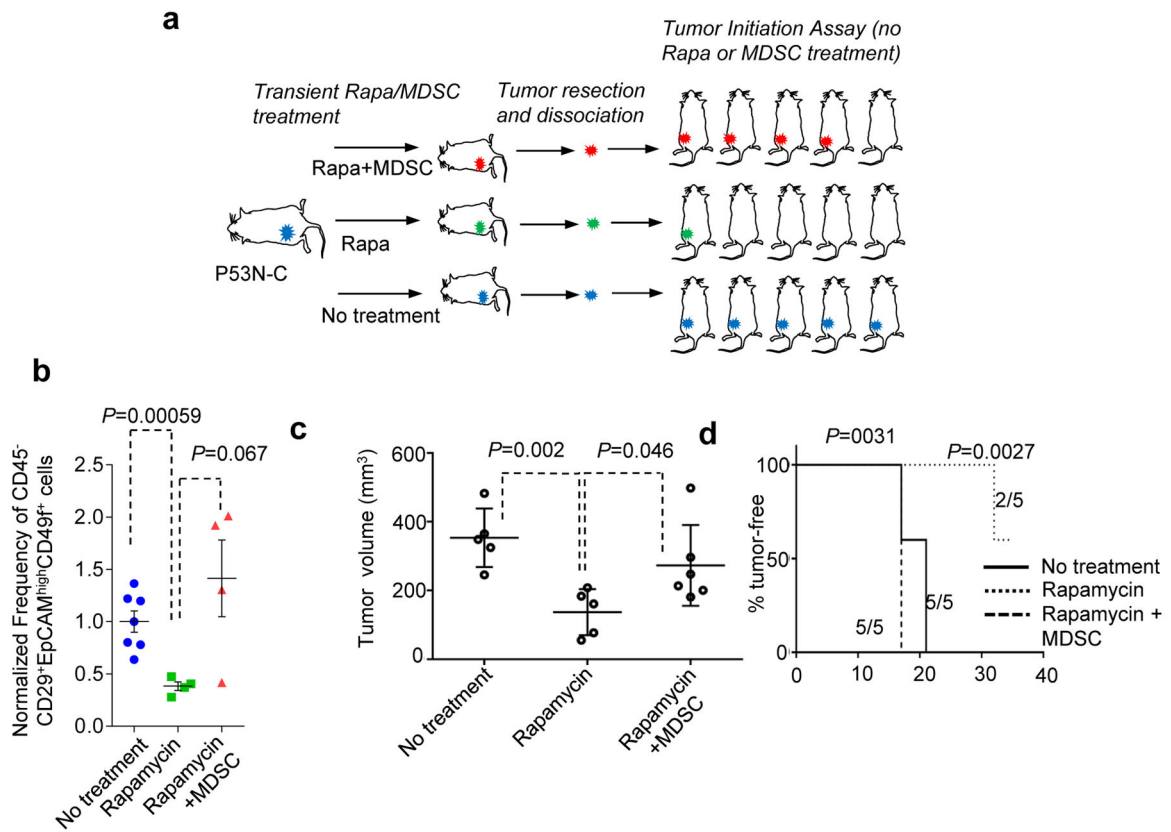 a
Tumor Initiation Assay (no
Rapa or MDSC treatment)
Transient Rapa/MDSC
treatment
Tumor resection
and dissociation
Rapa+MDSC
Rapa
P53N-C
No treatment
b
P=0.00059
P=0.067
Normalized Frequency of CD45-
CD29+EpCAMhighCD49f+ cells
2.5
2.0
1.5
1.0
0.5
0.0
No treatment
Rapamycin
Rapamycin
+MDSC
c
P=0.002
P=0.046
Tumor volume (mm3)
600
400
200
0
No treatment
Rapamycin
Rapamycin
+MDSC
d
P=0031
P=0.0027
% tumor-free
100
50
0
2/5
5/5
5/5
No treatment
Rapamycin
Rapamycin +
MDSC
0
10
20
30
40